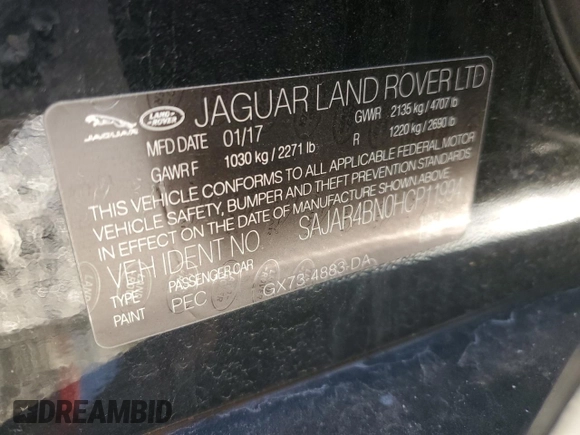 JAGUAR LAND-ROVER JAGUAR LAND ROVER LTD
MFD DATE 01/17 GVWR 2135 kg / 4707 lb
GAWR F 1030 kg / 2271 lb R 1220 kg / 2690 lb
THIS VEHICLE CONFORMS TO ALL APPLICABLE FEDERAL MOTOR
VEHICLE SAFETY, BUMPER AND THEFT PREVENTION STANDARDS
IN EFFECT ON THE DATE OF MANUFACTURE SHOWN ABOVE.
VEH IDENT NO. SAJAR4BN0HCP11994
TYPE PASSENGER CAR
PAINT PEC GX73-4883-DA
DREAMBID